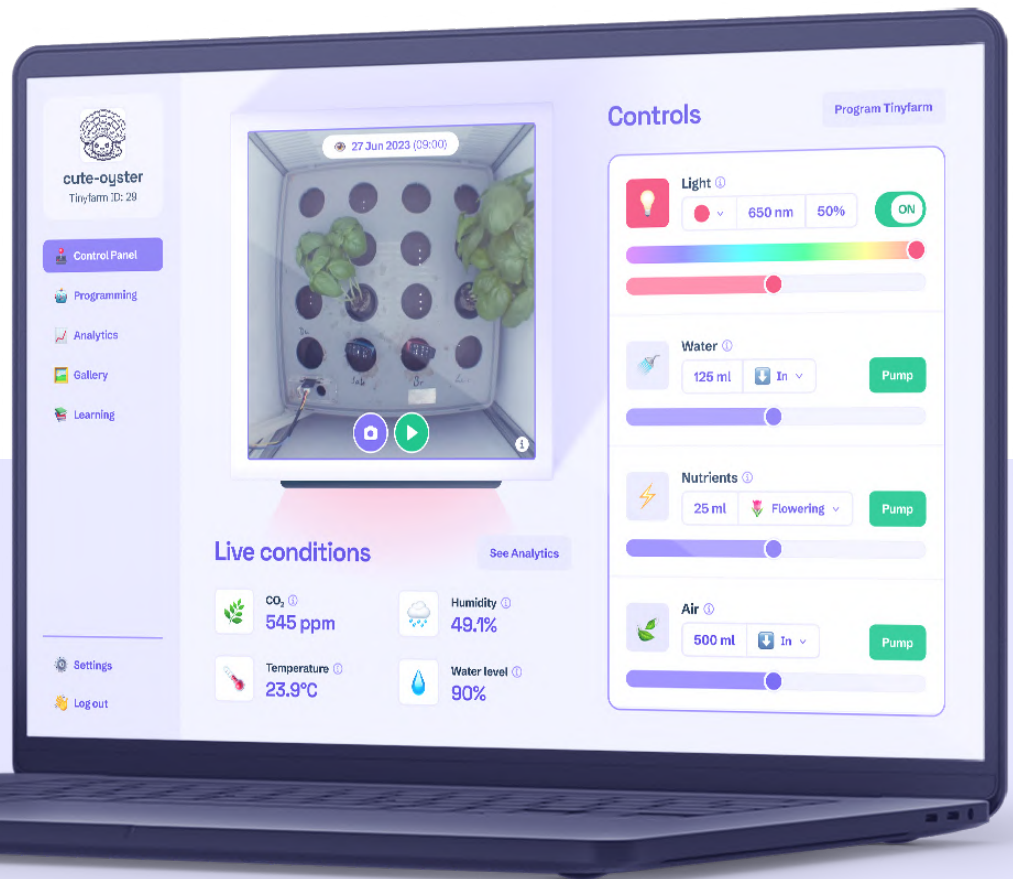 cute-oyster
Tinyfarm ID: 29
Control Panel
Programming
Analytics
Gallery
Learning
Settings
Log out
27 Jun 2023 (09:00)
Live conditions
See Analytics
CO₂
545 ppm
Humidity
49.1%
Temperature
23.9°C
Water level
90%
Controls
Program Tinyfarm
Light
650 nm
50%
ON
Water
125 ml
In
Pump
Nutrients
25 ml
Flowering
Pump
Air
500 ml
In
Pump